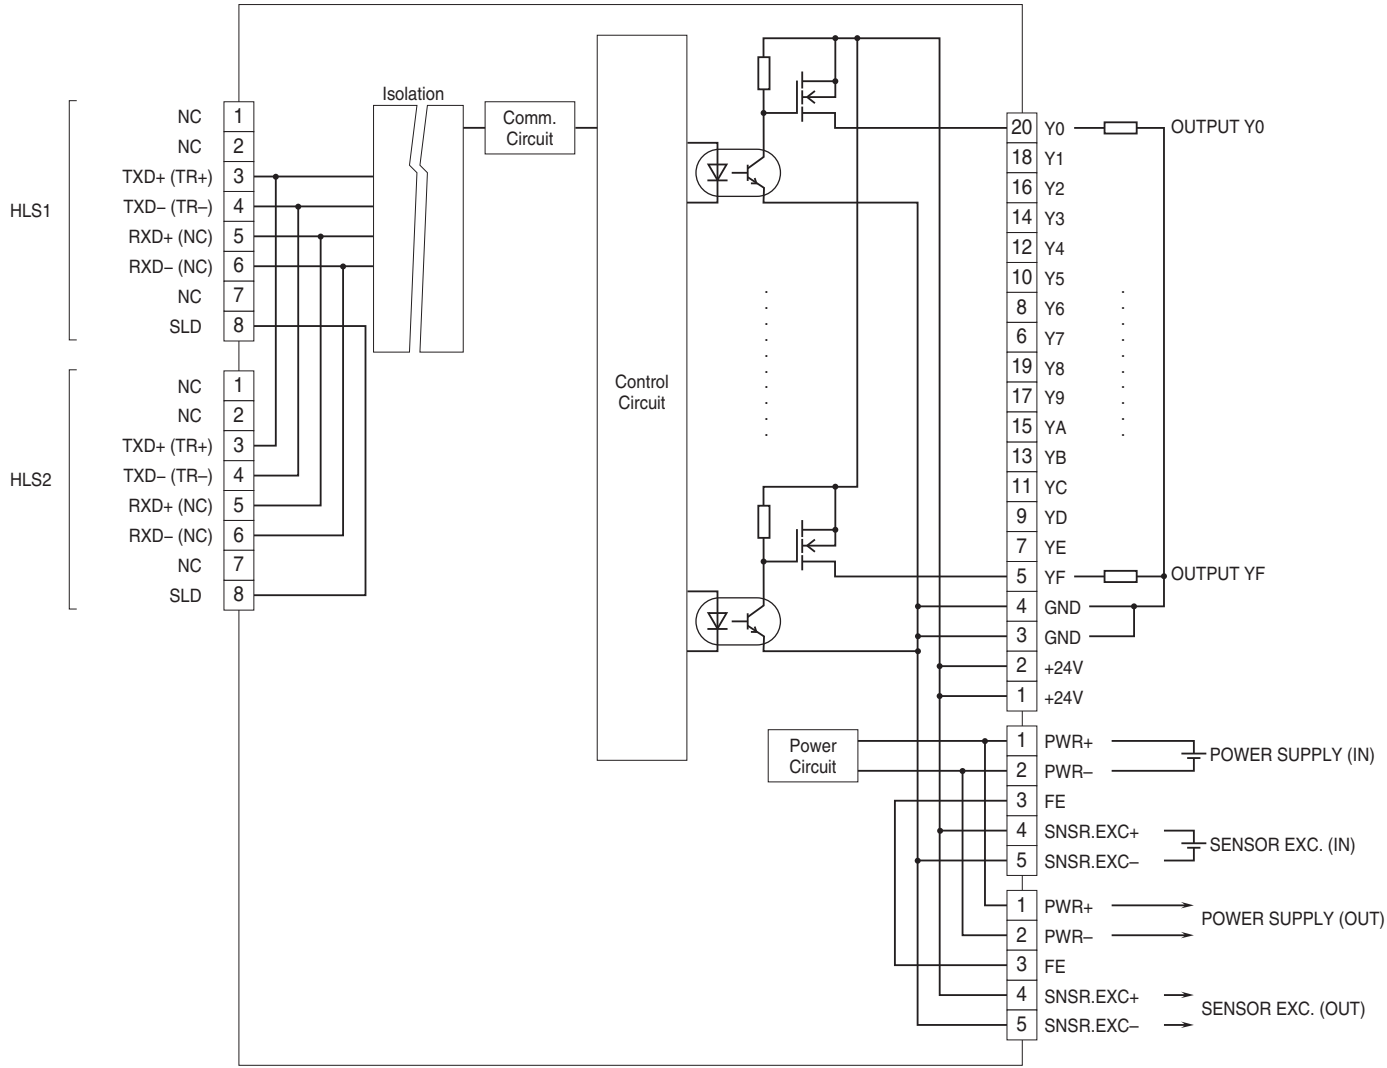 Isolation
Comm.
Circuit
Control
Circuit
HLS1
NC 1
NC 2
TXD+ (TR+) 3
TXD– (TR–) 4
RXD+ (NC) 5
RXD– (NC) 6
NC 7
SLD 8
HLS2
NC 1
NC 2
TXD+ (TR+) 3
TXD– (TR–) 4
RXD+ (NC) 5
RXD– (NC) 6
NC 7
SLD 8
20 Y0 OUTPUT Y0
18 Y1
16 Y2
14 Y3
12 Y4
10 Y5
8 Y6
6 Y7
19 Y8
17 Y9
15 YA
13 YB
11 YC
9 YD
7 YE
5 YF OUTPUT YF
4 GND
3 GND
2 +24V
1 +24V
Power
Circuit
1 PWR+
2 PWR–
POWER SUPPLY (IN)
3 FE
4 SNSR.EXC+
5 SNSR.EXC–
SENSOR EXC. (IN)
1 PWR+
2 PWR–
POWER SUPPLY (OUT)
3 FE
4 SNSR.EXC+
5 SNSR.EXC–
SENSOR EXC. (OUT)